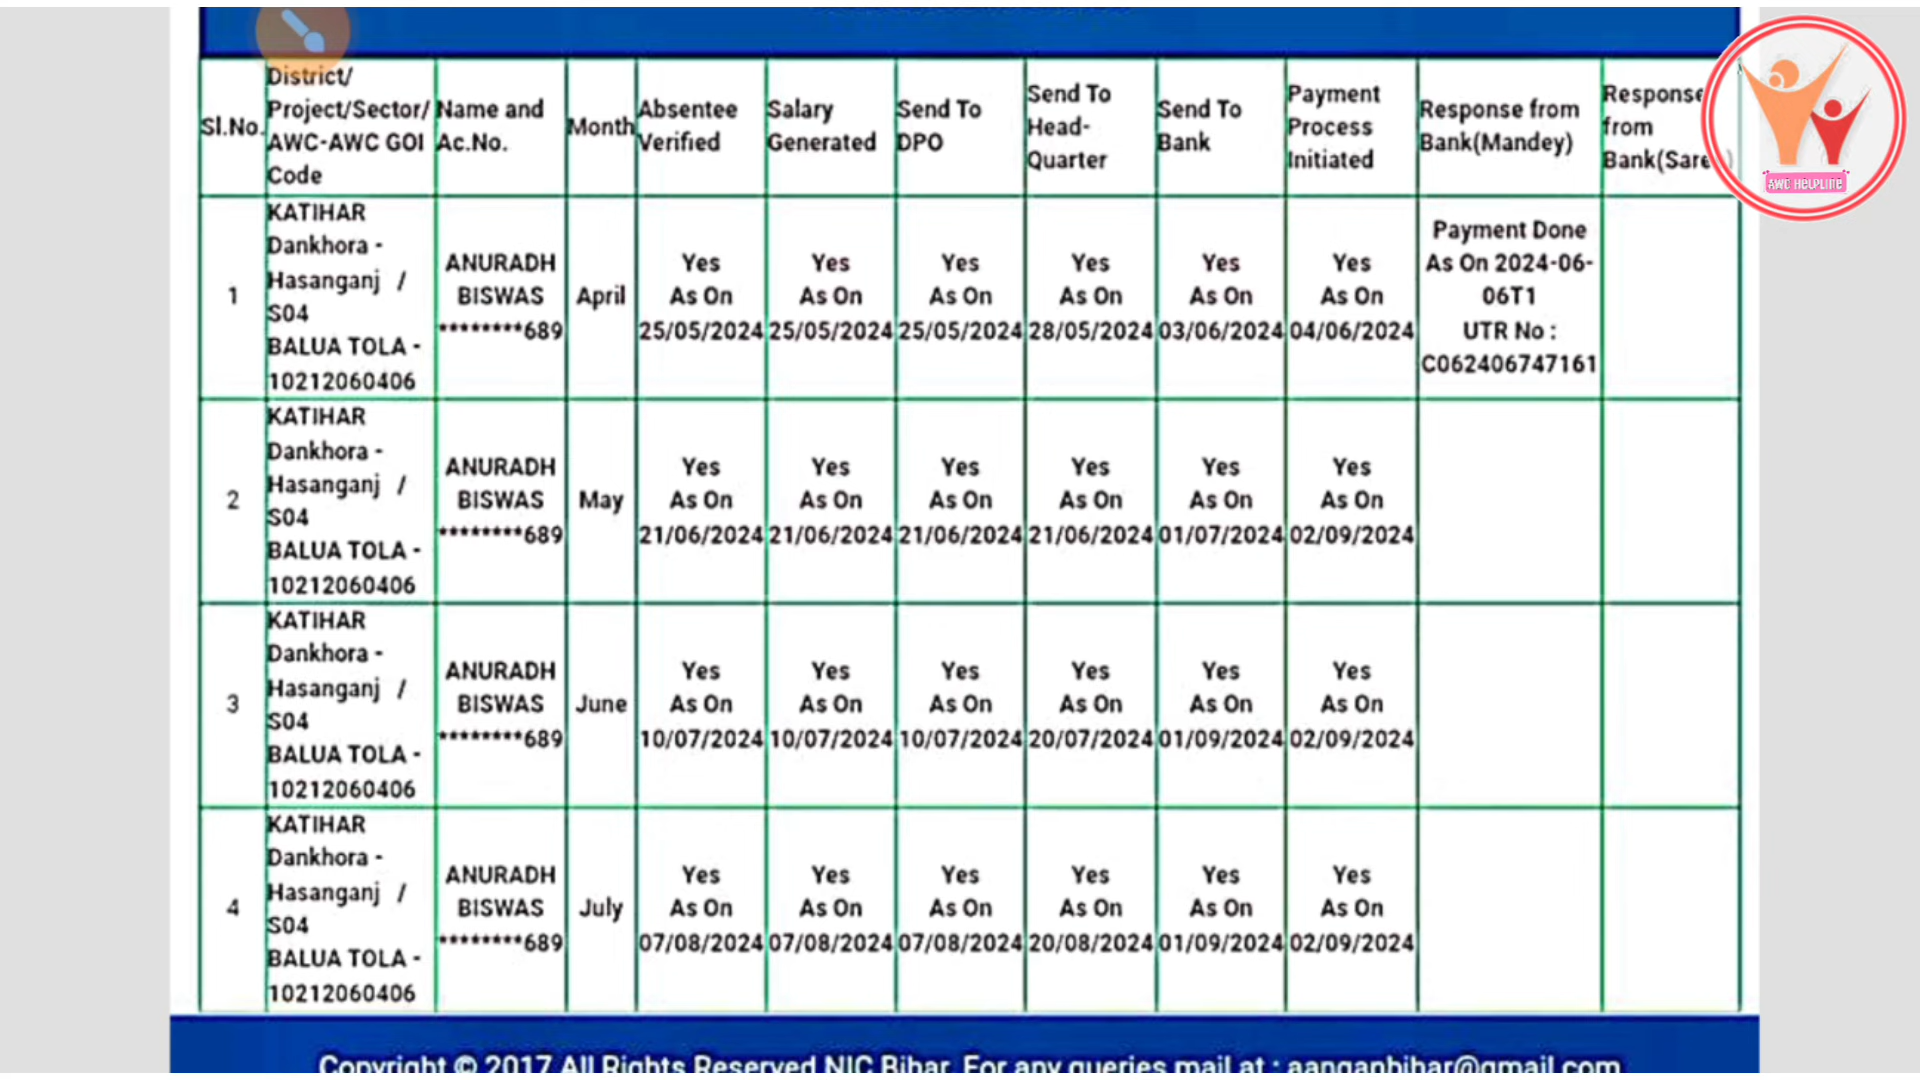 Sl.No.
District/
Project/Sector/
AWC-AWC GOI
Code
Name and
Ac.No.
Month
Absentee
Verified
Salary
Generated
Send To
DPO
Send To
Head-
Quarter
Send To
Bank
Payment
Process
Initiated
Response from
Bank(Mandey)
Response
from
AWC HELPLINE
1
KATIHAR
Dankhora -
Hasanganj /
S04
BALUA TOLA -
10212060406
ANURADH
BISWAS
********689
April
Yes
As On
25/05/2024
Yes
As On
25/05/2024
Yes
As On
25/05/2024
Yes
As On
28/05/2024
Yes
As On
03/06/2024
Yes
As On
04/06/2024
Payment Done
As On 2024-06-
06T1
UTR No :
C062406747161
2
KATIHAR
Dankhora -
Hasanganj /
S04
BALUA TOLA -
10212060406
ANURADH
BISWAS
********689
May
Yes
As On
21/06/2024
Yes
As On
21/06/2024
Yes
As On
21/06/2024
Yes
As On
21/06/2024
Yes
As On
01/07/2024
Yes
As On
02/09/2024
3
KATIHAR
Dankhora -
Hasanganj /
S04
BALUA TOLA -
10212060406
ANURADH
BISWAS
********689
June
Yes
As On
10/07/2024
Yes
As On
10/07/2024
Yes
As On
10/07/2024
Yes
As On
20/07/2024
Yes
As On
01/09/2024
Yes
As On
02/09/2024
4
KATIHAR
Dankhora -
Hasanganj /
S04
BALUA TOLA -
10212060406
ANURADH
BISWAS
********689
July
Yes
As On
07/08/2024
Yes
As On
07/08/2024
Yes
As On
07/08/2024
Yes
As On
20/08/2024
Yes
As On
01/09/2024
Yes
As On
02/09/2024
Copyright © 2017 All Rights Reserved NIC Bihar. For any queries mail at : aanganbihar@gmail.com